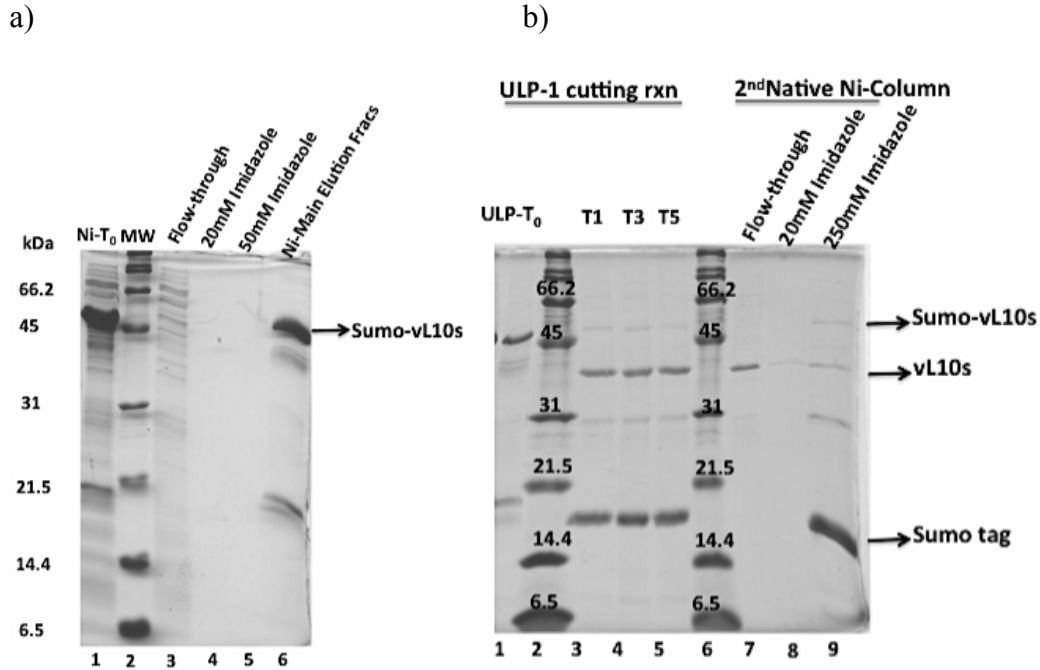 a)
b)
ULP-1 cutting rxn
2ndNative Ni-Column
Flow-through
20mM Imidazole
50mM Imidazole
Ni-Main Elution Fracs
kDa
Ni-T0 MW
66.2
45
31
21.5
14.4
6.5
Sumo-vL10s
1 2 3 4 5 6
Flow-through
20mM Imidazole
250mM Imidazole
ULP-T0 T1 T3 T5
66.2
45
31
21.5
14.4
6.5
66.2
45
31
21.5
14.4
6.5
Sumo-vL10s
vL10s
Sumo tag
1 2 3 4 5 6 7 8 9